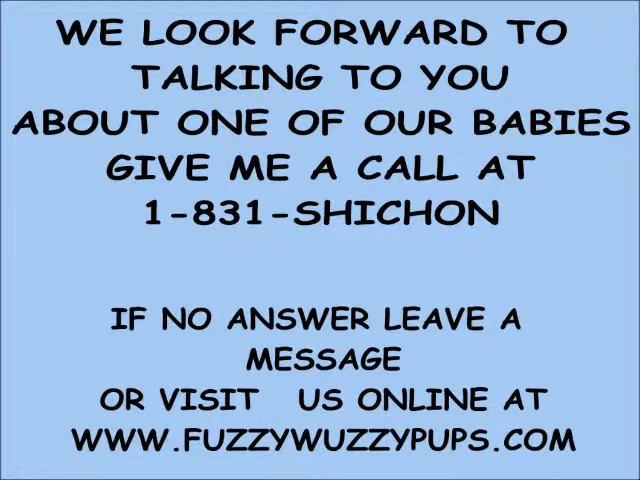 WE LOOK FORWARD TO
TALKING TO YOU
ABOUT ONE OF OUR BABIES
GIVE ME A CALL AT
1-831-SHICHON
IF NO ANSWER LEAVE A
MESSAGE
OR VISIT US ONLINE AT
WWW.FUZZYWUZZYPUPS.COM